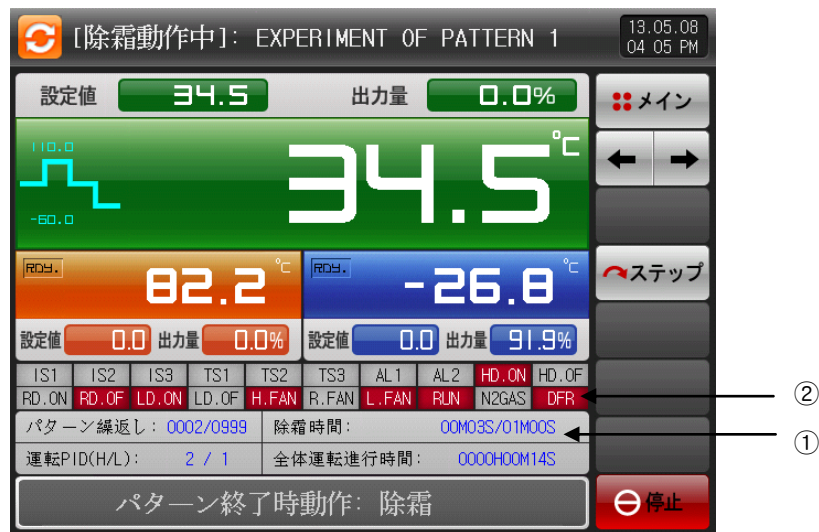 [除霜動作中]: EXPERIMENT OF PATTERN 1
13.05.08
04 05 PM
設定値 34.5 出力量 0.0%
メイン
110.0
-60.0
34.5 ℃
← →
RDY. 82.2 ℃
RDY. -26.8 ℃
ステップ
設定値 0.0 出力量 0.0%
設定値 0.0 出力量 91.9%
IS1 IS2 IS3 TS1 TS2 TS3 AL1 AL2 HD.ON HD.OF
RD.ON RD.OF LD.ON LD.OF H.FAN R.FAN L.FAN RUN N2GAS DFR
②
パターン繰返し: 0002/0999 除霜時間: 00M03S/01M00S
①
運転PID(H/L): 2 / 1 全体運転進行時間: 0000H00M14S
パターン終了時動作: 除霜
停止